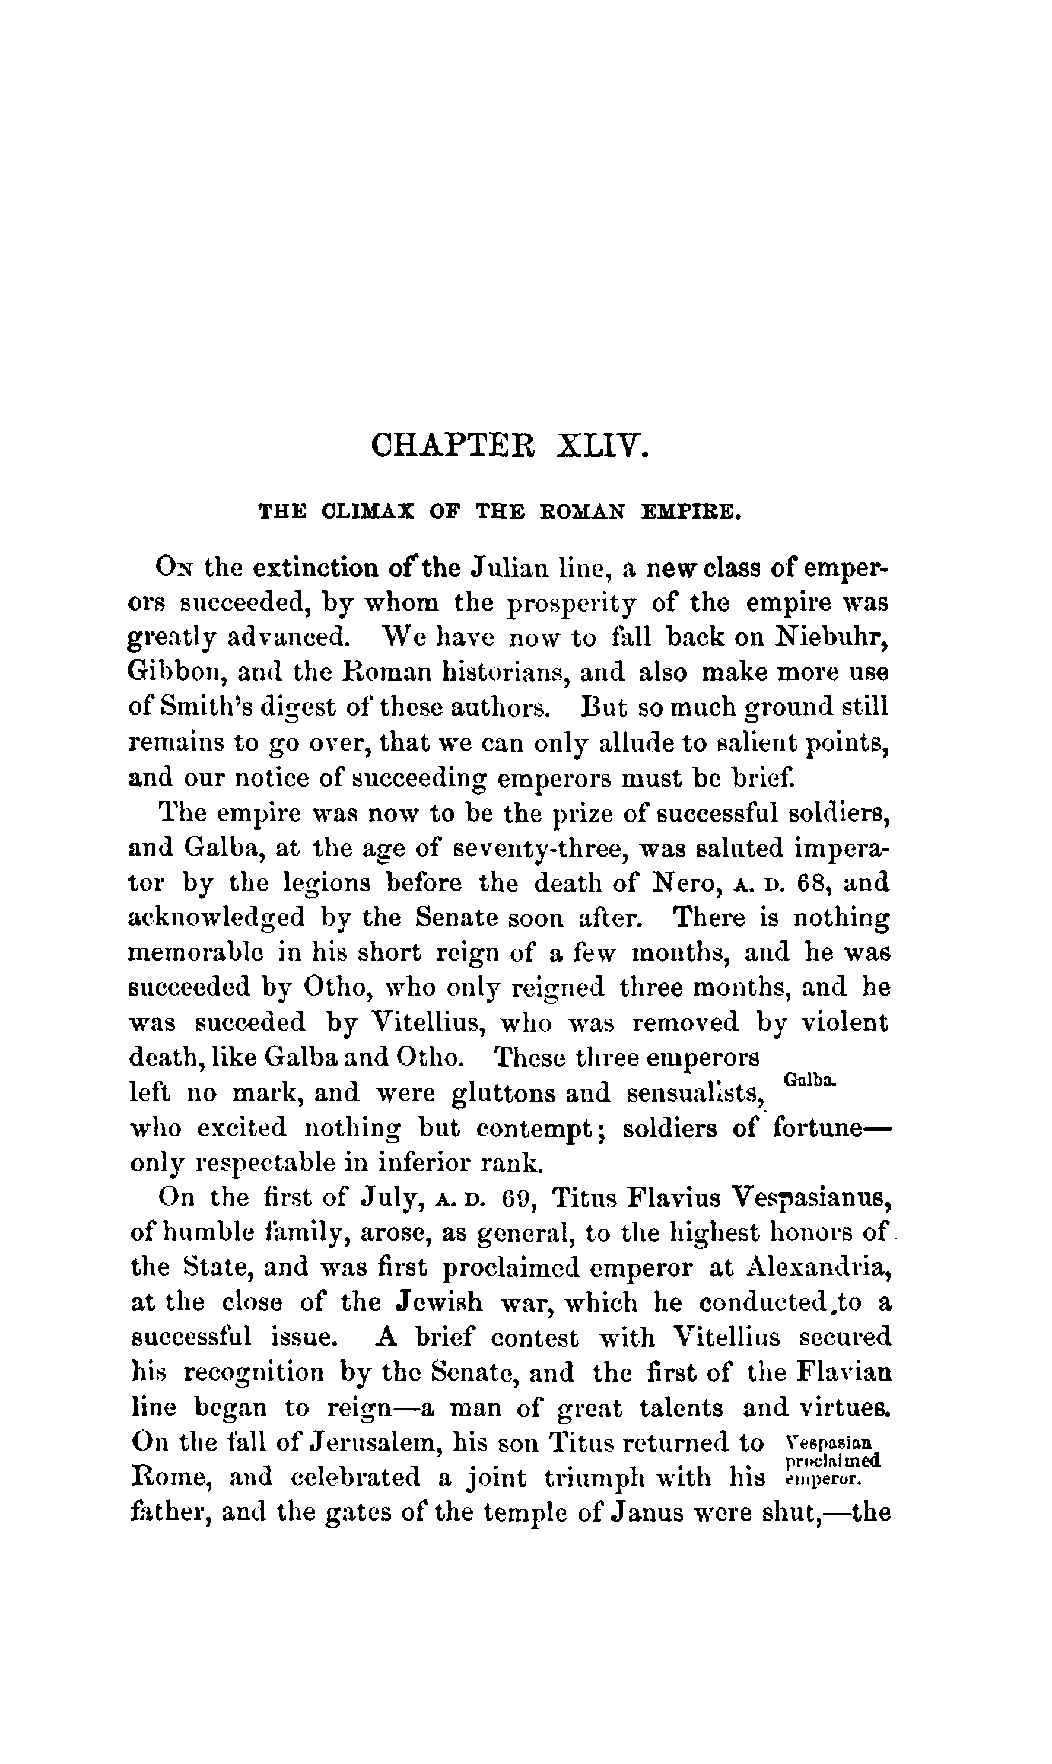 CHAPTER XLIV.
THE CLIMAX OF THE ROMAN EMPIRE.
On the extinction of the Julian line, a new class of emper-
ors succeeded, by whom the prosperity of the empire was
greatly advanced. We have now to fall back on Niebuhr,
Gibbon, and the Roman historians, and also make more use
of Smith's digest of these authors. But so much ground still
remains to go over, that we can only allude to salient points,
and our notice of succeeding emperors must be brief.
The empire was now to be the prize of successful soldiers,
and Galba, at the age of seventy-three, was saluted impera-
tor by the legions before the death of Nero, A. D. 68, and
acknowledged by the Senate soon after. There is nothing
memorable in his short reign of a few months, and he was
succeeded by Otho, who only reigned three months, and he
was succeded by Vitellius, who was removed by violent
death, like Galba and Otho. These three emperors
left no mark, and were gluttons and sensualists,
Galba.
who excited nothing but contempt; soldiers of fortune—
only respectable in inferior rank.
On the first of July, A. D. 69, Titus Flavius Vespasianus,
of humble family, arose, as general, to the highest honors of
the State, and was first proclaimed emperor at Alexandria,
at the close of the Jewish war, which he conducted to a
successful issue. A brief contest with Vitellius secured
his recognition by the Senate, and the first of the Flavian
line began to reign—a man of great talents and virtues.
On the fall of Jerusalem, his son Titus returned to
Rome, and celebrated a joint triumph with his
Vespasian
proclaimed
emperor.
father, and the gates of the temple of Janus were shut,—the